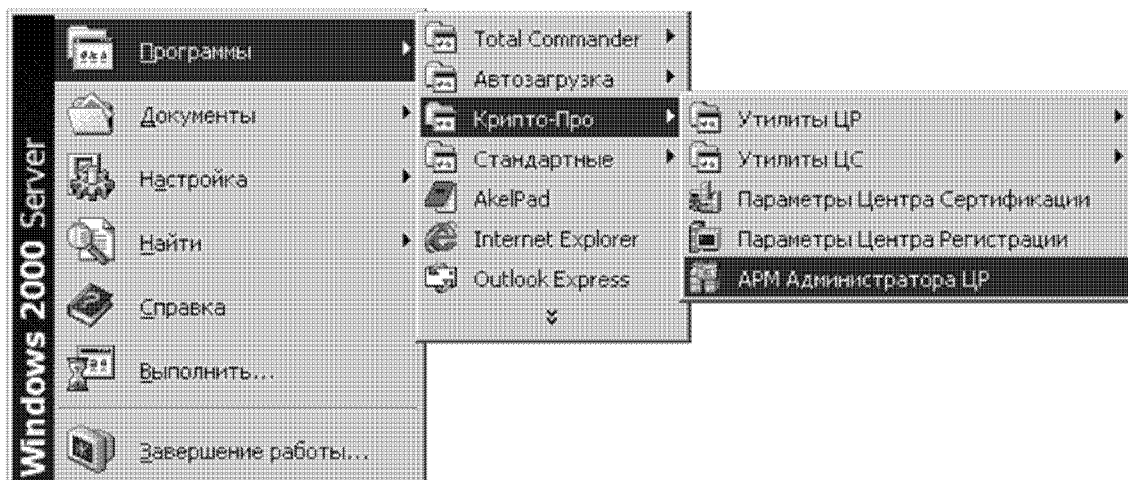 Windows 2000 Server
Программы
Документы
Настройка
Найти
Справка
Выполнить...
Завершение работы...
Total Commander
Автозагрузка
Крипто-Про
Стандартные
AkelPad
Internet Explorer
Outlook Express
Утилиты ЦР
Утилиты ЦС
Параметры Центра Сертификации
Параметры Центра Регистрации
АРМ Администратора ЦР